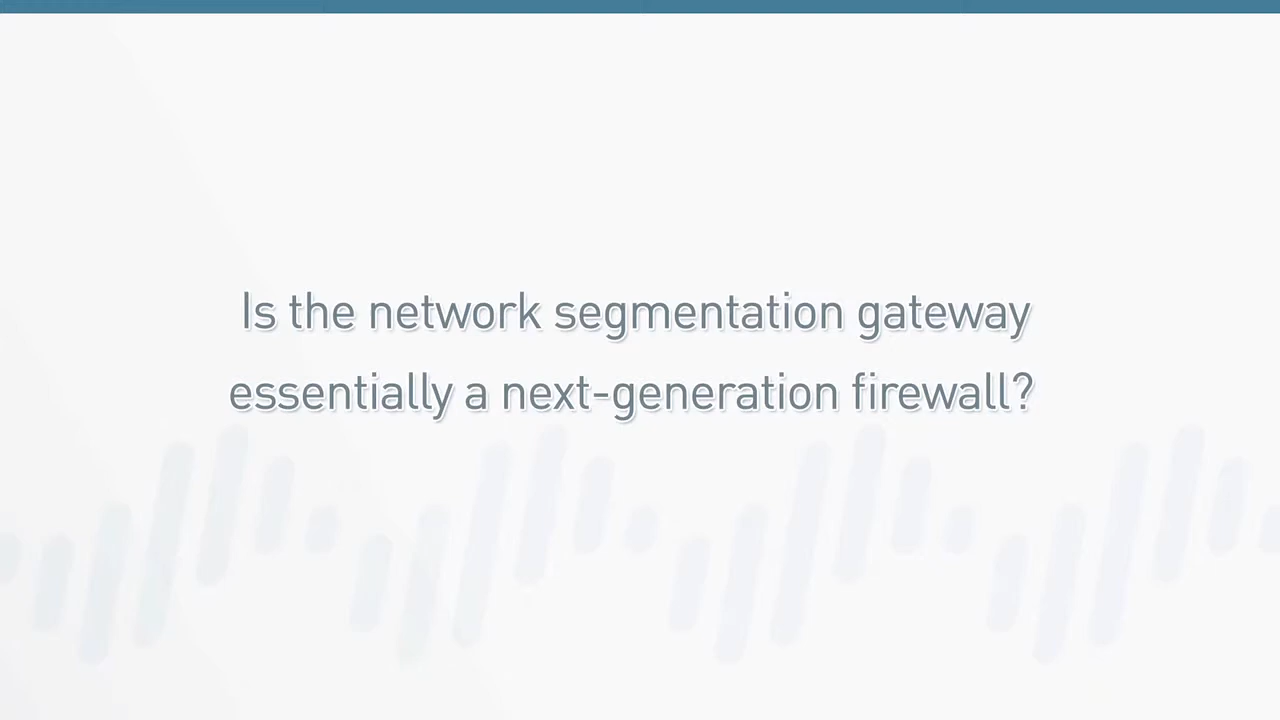 Is the network segmentation gateway
essentially a next-generation firewall?